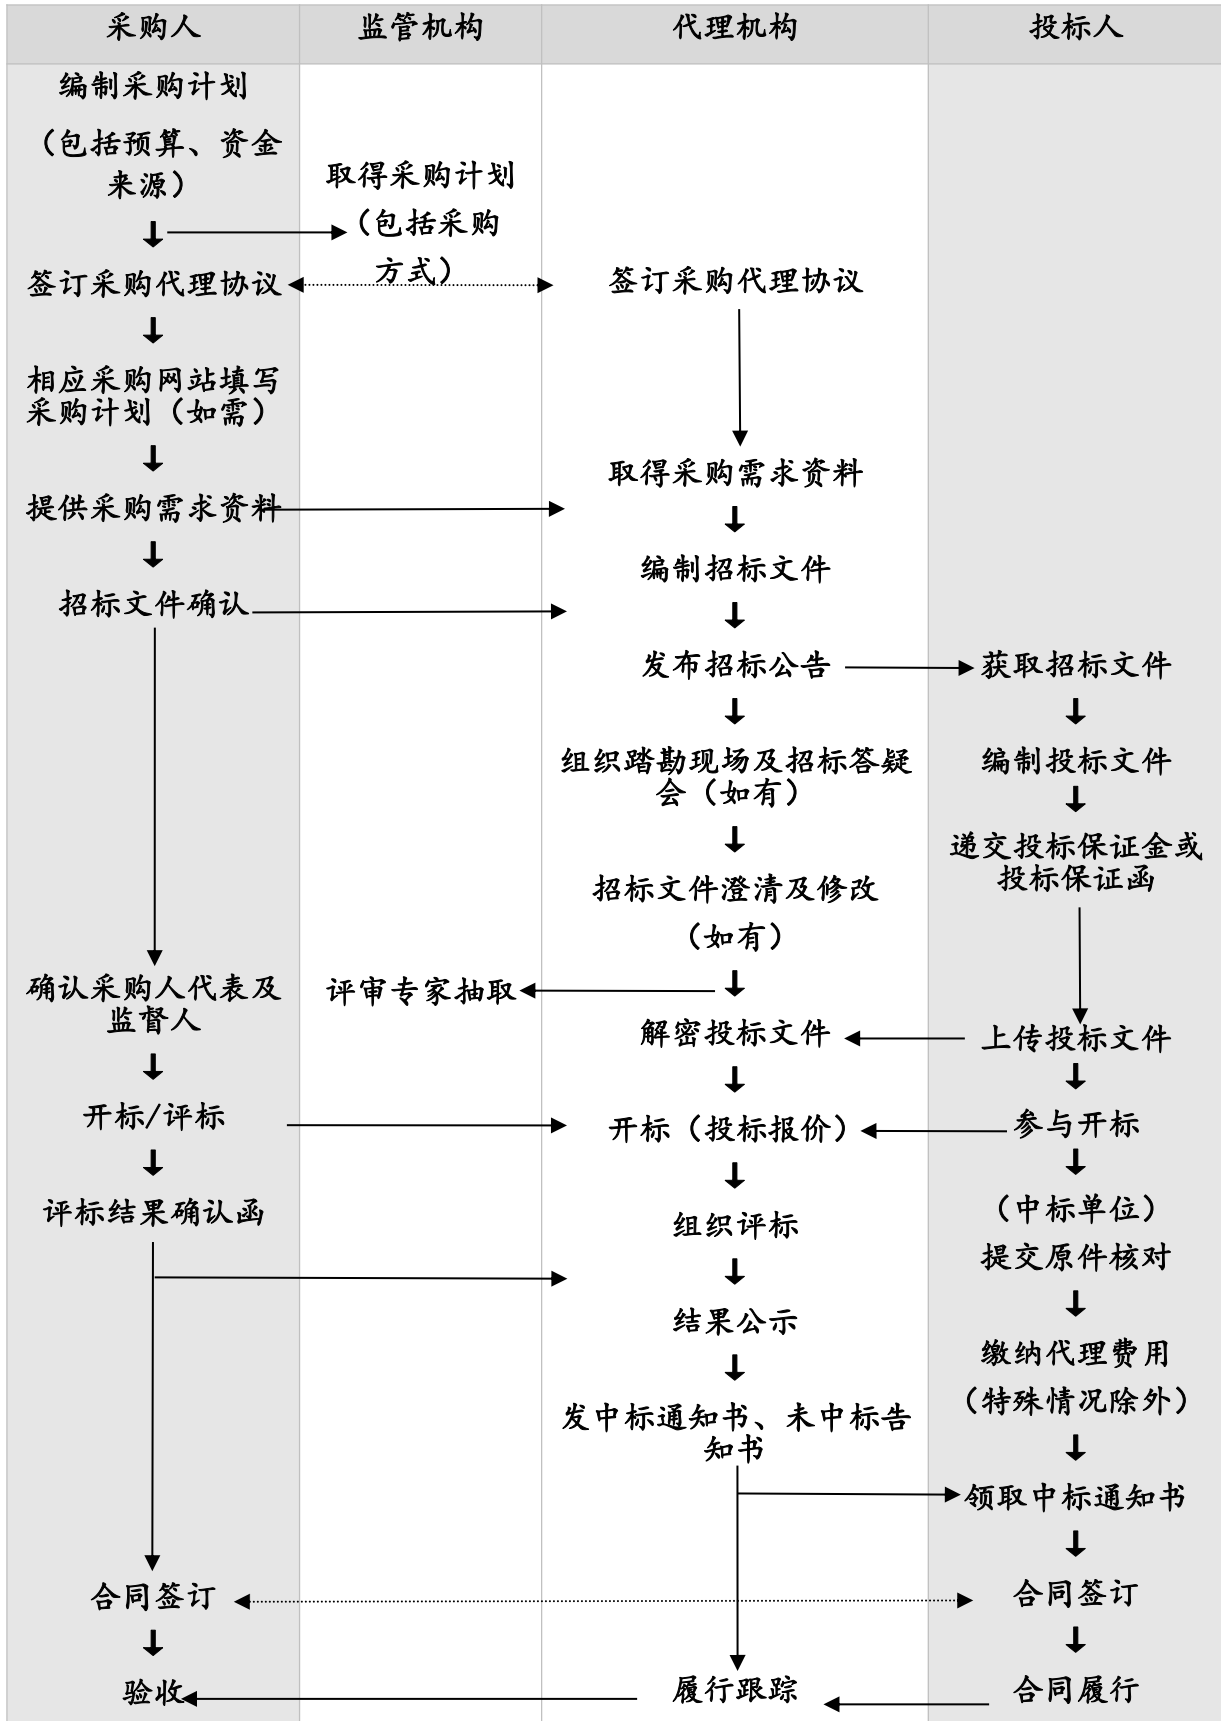 采购人
监管机构
代理机构
投标人
编制采购计划
（包括预算、资金
来源）
签订采购代理协议
相应采购网站填写
采购计划（如需）
提供采购需求资料
招标文件确认
确认采购人代表及
监督人
开标/评标
评标结果确认函
合同签订
验收
取得采购计划
（包括采购
方式）
评审专家抽取
签订采购代理协议
取得采购需求资料
编制招标文件
发布招标公告
组织踏勘现场及招标答疑
会（如有）
招标文件澄清及修改
（如有）
解密投标文件
开标（投标报价）
组织评标
结果公示
发中标通知书、未中标告
知书
履行跟踪
获取招标文件
编制投标文件
递交投标保证金或
投标保证函
上传投标文件
参与开标
（中标单位）
提交原件核对
缴纳代理费用
（特殊情况除外）
领取中标通知书
合同签订
合同履行